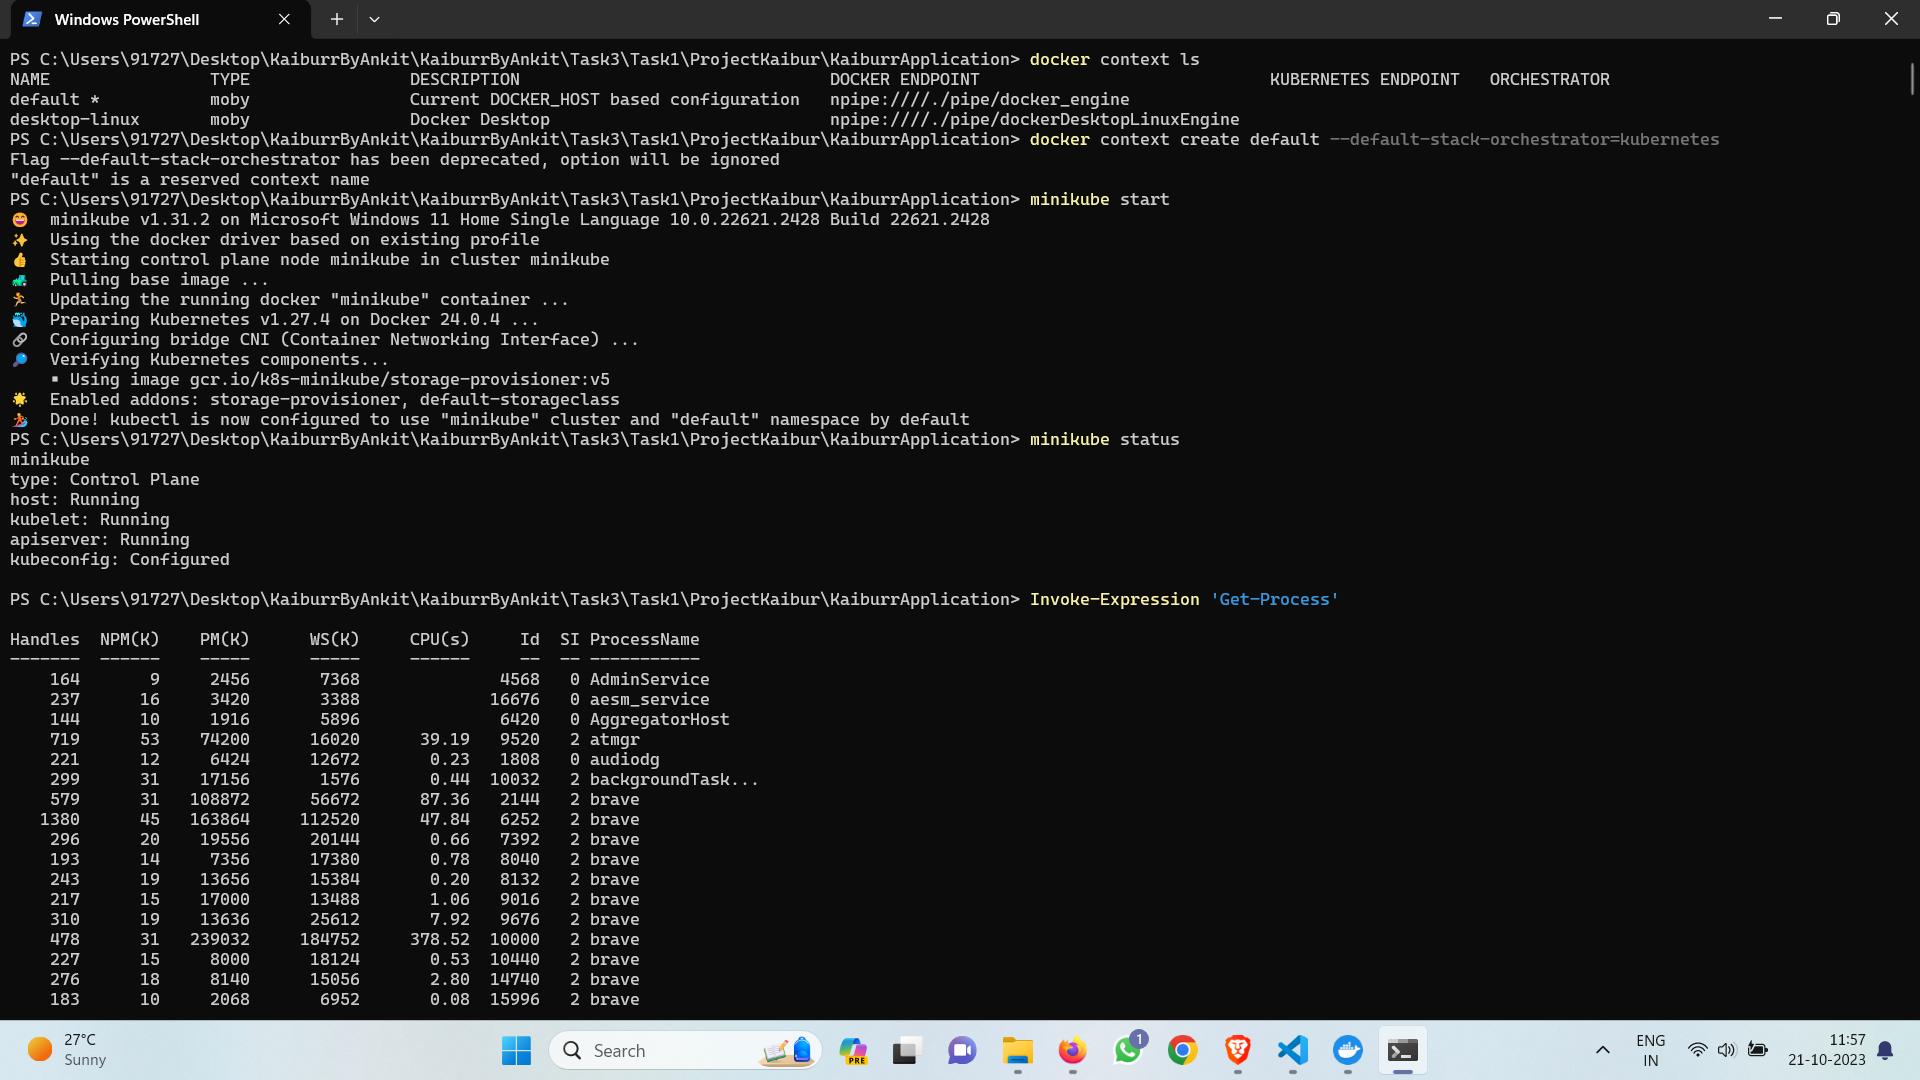 Windows PowerShell
PS C:\Users\91727\Desktop\KaiburrByAnkit\KaiburrByAnkit\Task3\Task1\ProjectKaibur\KaiburrApplication> docker context ls
NAME TYPE DESCRIPTION DOCKER ENDPOINT KUBERNETES ENDPOINT ORCHESTRATOR
default * moby Current DOCKER_HOST based configuration npipe:////./pipe/docker_engine
desktop-linux moby Docker Desktop npipe:////./pipe/dockerDesktopLinuxEngine
PS C:\Users\91727\Desktop\KaiburrByAnkit\KaiburrByAnkit\Task3\Task1\ProjectKaibur\KaiburrApplication> docker context create default --default-stack-orchestrator=kubernetes
Flag --default-stack-orchestrator has been deprecated, option will be ignored
"default" is a reserved context name
PS C:\Users\91727\Desktop\KaiburrByAnkit\KaiburrByAnkit\Task3\Task1\ProjectKaibur\KaiburrApplication> minikube start
😄 minikube v1.31.2 on Microsoft Windows 11 Home Single Language 10.0.22621.2428 Build 22621.2428
✨ Using the docker driver based on existing profile
👍 Starting control plane node minikube in cluster minikube
🚜 Pulling base image ...
🏃 Updating the running docker "minikube" container ...
🐳 Preparing Kubernetes v1.27.4 on Docker 24.0.4 ...
🔗 Configuring bridge CNI (Container Networking Interface) ...
🔎 Verifying Kubernetes components...
▪ Using image gcr.io/k8s-minikube/storage-provisioner:v5
🌟 Enabled addons: storage-provisioner, default-storageclass
🏄 Done! kubectl is now configured to use "minikube" cluster and "default" namespace by default
PS C:\Users\91727\Desktop\KaiburrByAnkit\KaiburrByAnkit\Task3\Task1\ProjectKaibur\KaiburrApplication> minikube status
minikube
type: Control Plane
host: Running
kubelet: Running
apiserver: Running
kubeconfig: Configured
PS C:\Users\91727\Desktop\KaiburrByAnkit\KaiburrByAnkit\Task3\Task1\ProjectKaibur\KaiburrApplication> Invoke-Expression 'Get-Process'
Handles NPM(K) PM(K) WS(K) CPU(s) Id SI ProcessName
------- ------ ----- ----- ------ -- -- -----------
164 9 2456 7368 4568 0 AdminService
237 16 3420 3388 16676 0 aesm_service
144 10 1916 5896 6420 0 AggregatorHost
719 53 74200 16020 39.19 9520 2 atmgr
221 12 6424 12672 0.23 1808 0 audiodg
299 31 17156 1576 0.44 10032 2 backgroundTask...
579 31 108872 56672 87.36 2144 2 brave
1380 45 163864 112520 47.84 6252 2 brave
296 20 19556 20144 0.66 7392 2 brave
193 14 7356 17380 0.78 8040 2 brave
243 19 13656 15384 0.20 8132 2 brave
217 15 17000 13488 1.06 9016 2 brave
310 19 13636 25612 7.92 9676 2 brave
478 31 239032 184752 378.52 10000 2 brave
227 15 8000 18124 0.53 10440 2 brave
276 18 8140 15056 2.80 14740 2 brave
183 10 2068 6952 0.08 15996 2 brave
27°C
Sunny
Search
PRE
1
ENG
IN
11:57
21-10-2023